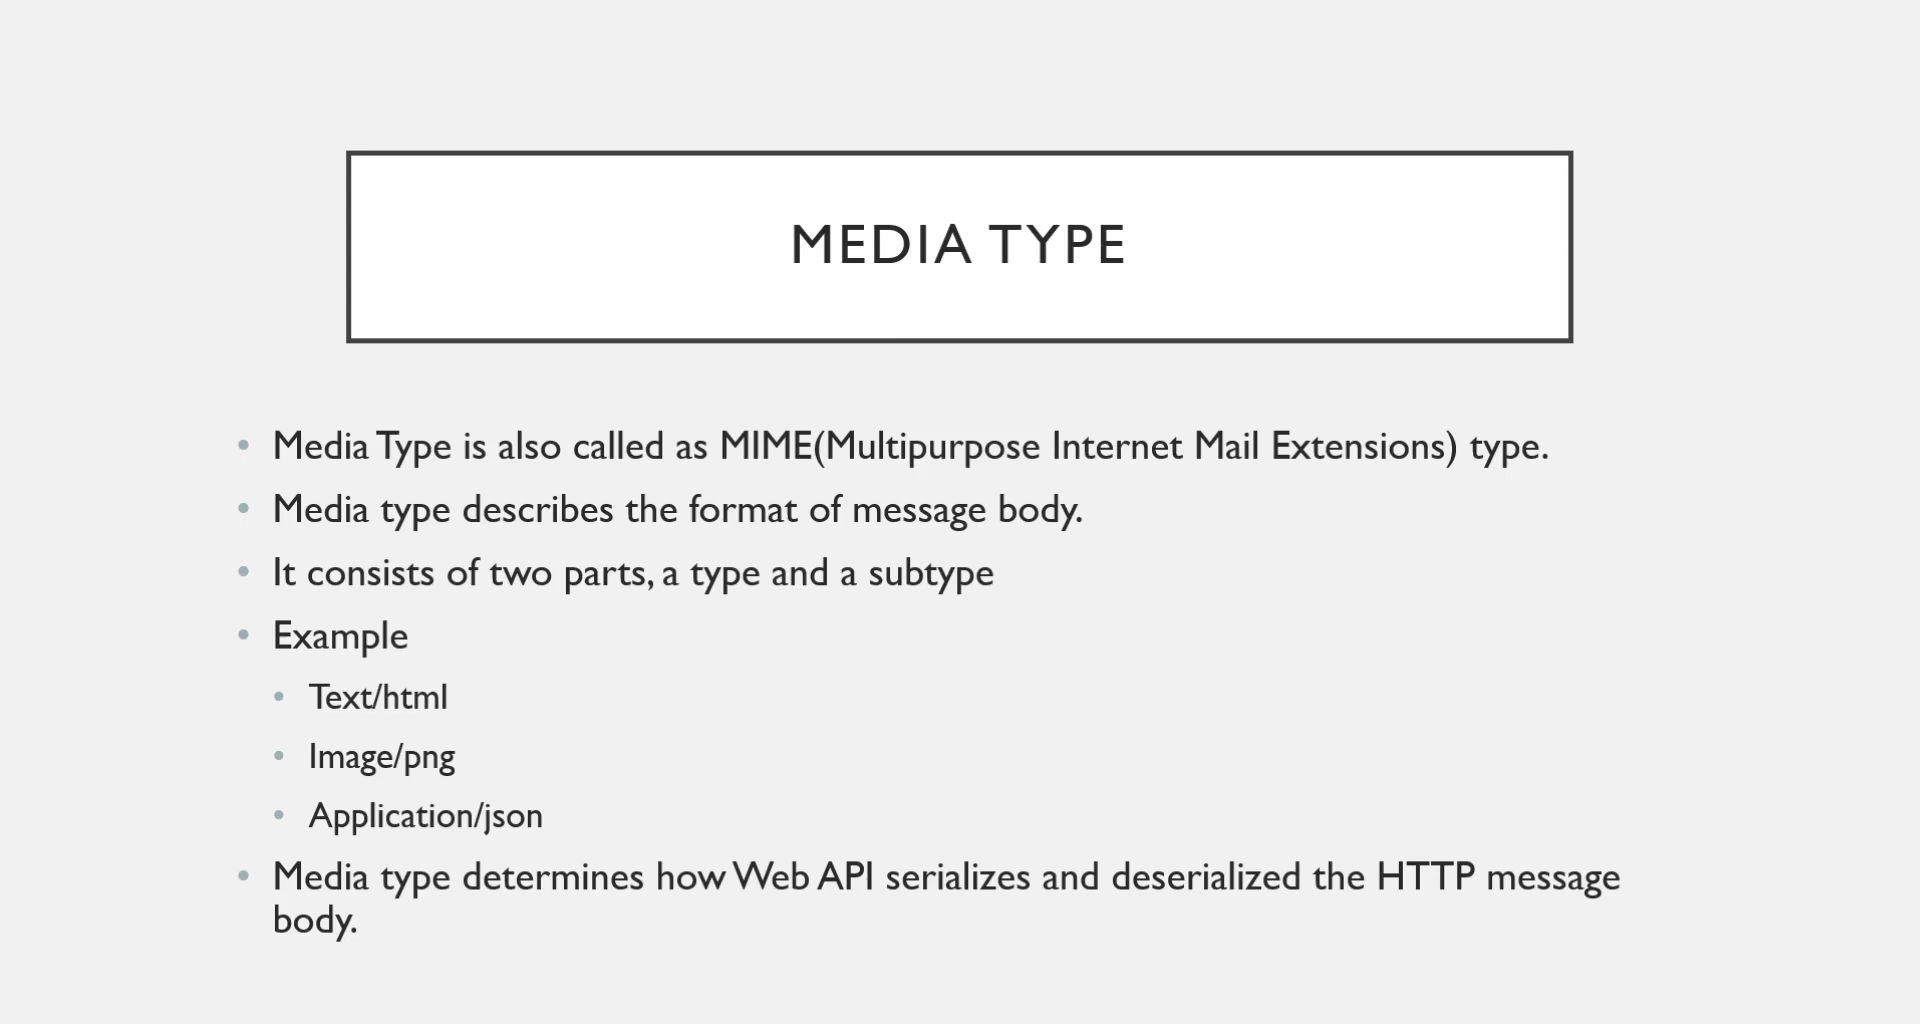 MEDIA TYPE
• Media Type is also called as MIME(Multipurpose Internet Mail Extensions) type.
• Media type describes the format of message body.
• It consists of two parts, a type and a subtype
• Example
• Text/html
• Image/png
• Application/json
• Media type determines how Web API serializes and deserialized the HTTP message
body.